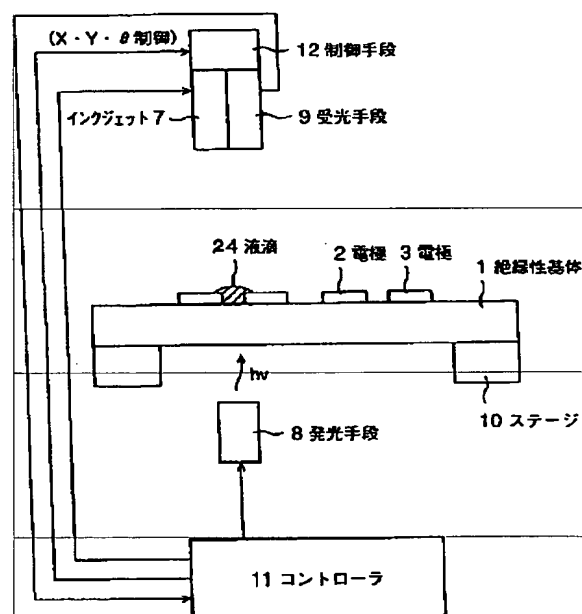 (X・Y・θ制御)
12 制御手段
インクジェット 7
9 受光手段
24 液滴
2 電極
3 電極
1 絶縁性基体
hν
10 ステージ
8 発光手段
11 コントローラ